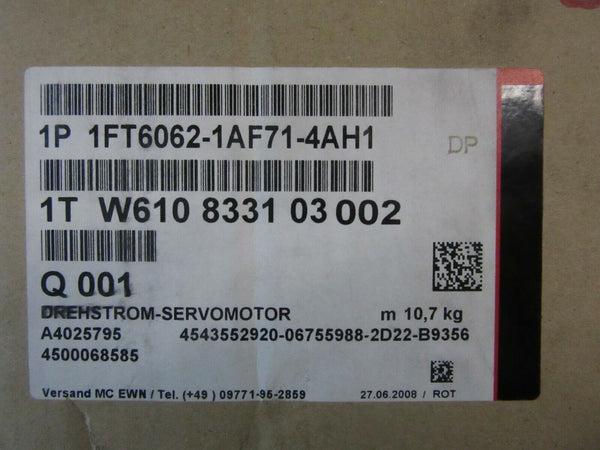 1P 1FT6062-1AF71-4AH1
DP
1T W610 8331 03 002
Q 001
DREHSTROM-SERVOMOTOR m 10,7 kg
A4025795 4543552920-06755988-2D22-B9356
4500068585
Versand MC EWN / Tel. (+49 ) 09771-95-2859 27.06.2008 / ROT